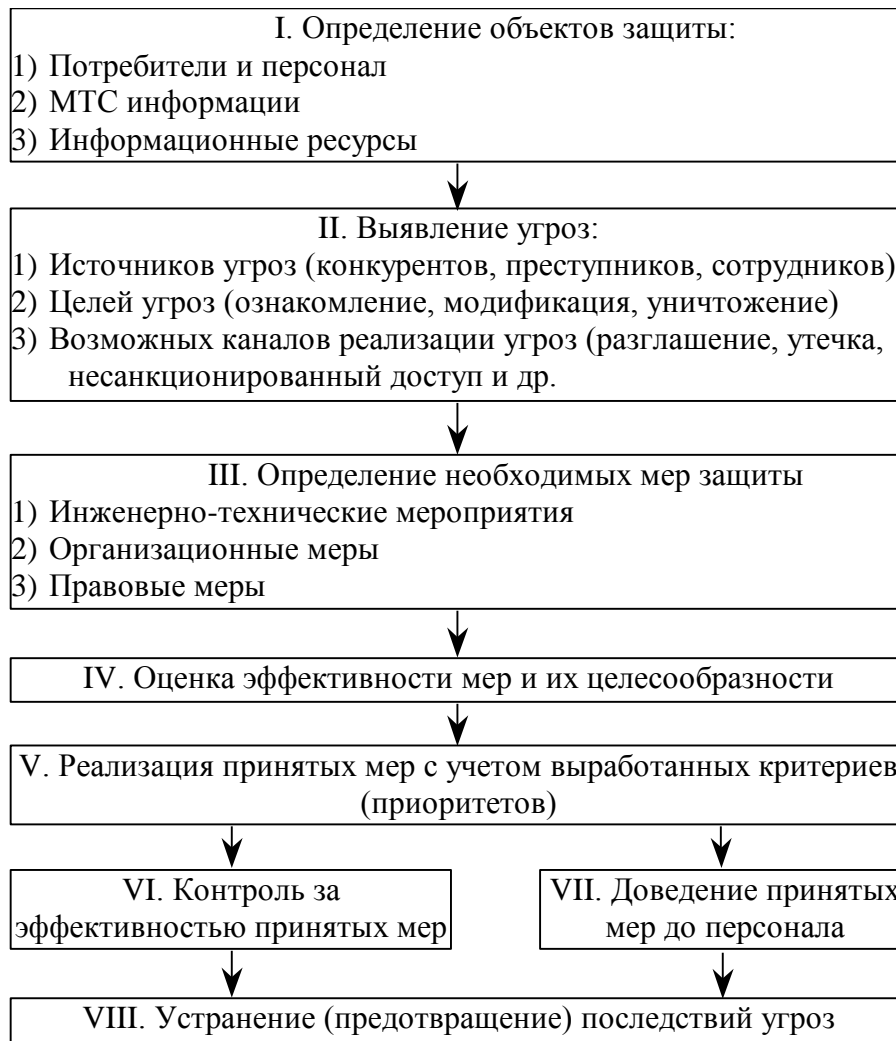 I. Определение объектов защиты:
1) Потребители и персонал
2) МТС информации
3) Информационные ресурсы
II. Выявление угроз:
1) Источников угроз (конкурентов, преступников, сотрудников)
2) Целей угроз (ознакомление, модификация, уничтожение)
3) Возможных каналов реализации угроз (разглашение, утечка,
несанкционированный доступ и др.
III. Определение необходимых мер защиты
1) Инженерно-технические мероприятия
2) Организационные меры
3) Правовые меры
IV. Оценка эффективности мер и их целесообразности
V. Реализация принятых мер с учетом выработанных критериев
(приоритетов)
VI. Контроль за
эффективностью принятых мер
VII. Доведение принятых
мер до персонала
VIII. Устранение (предотвращение) последствий угроз